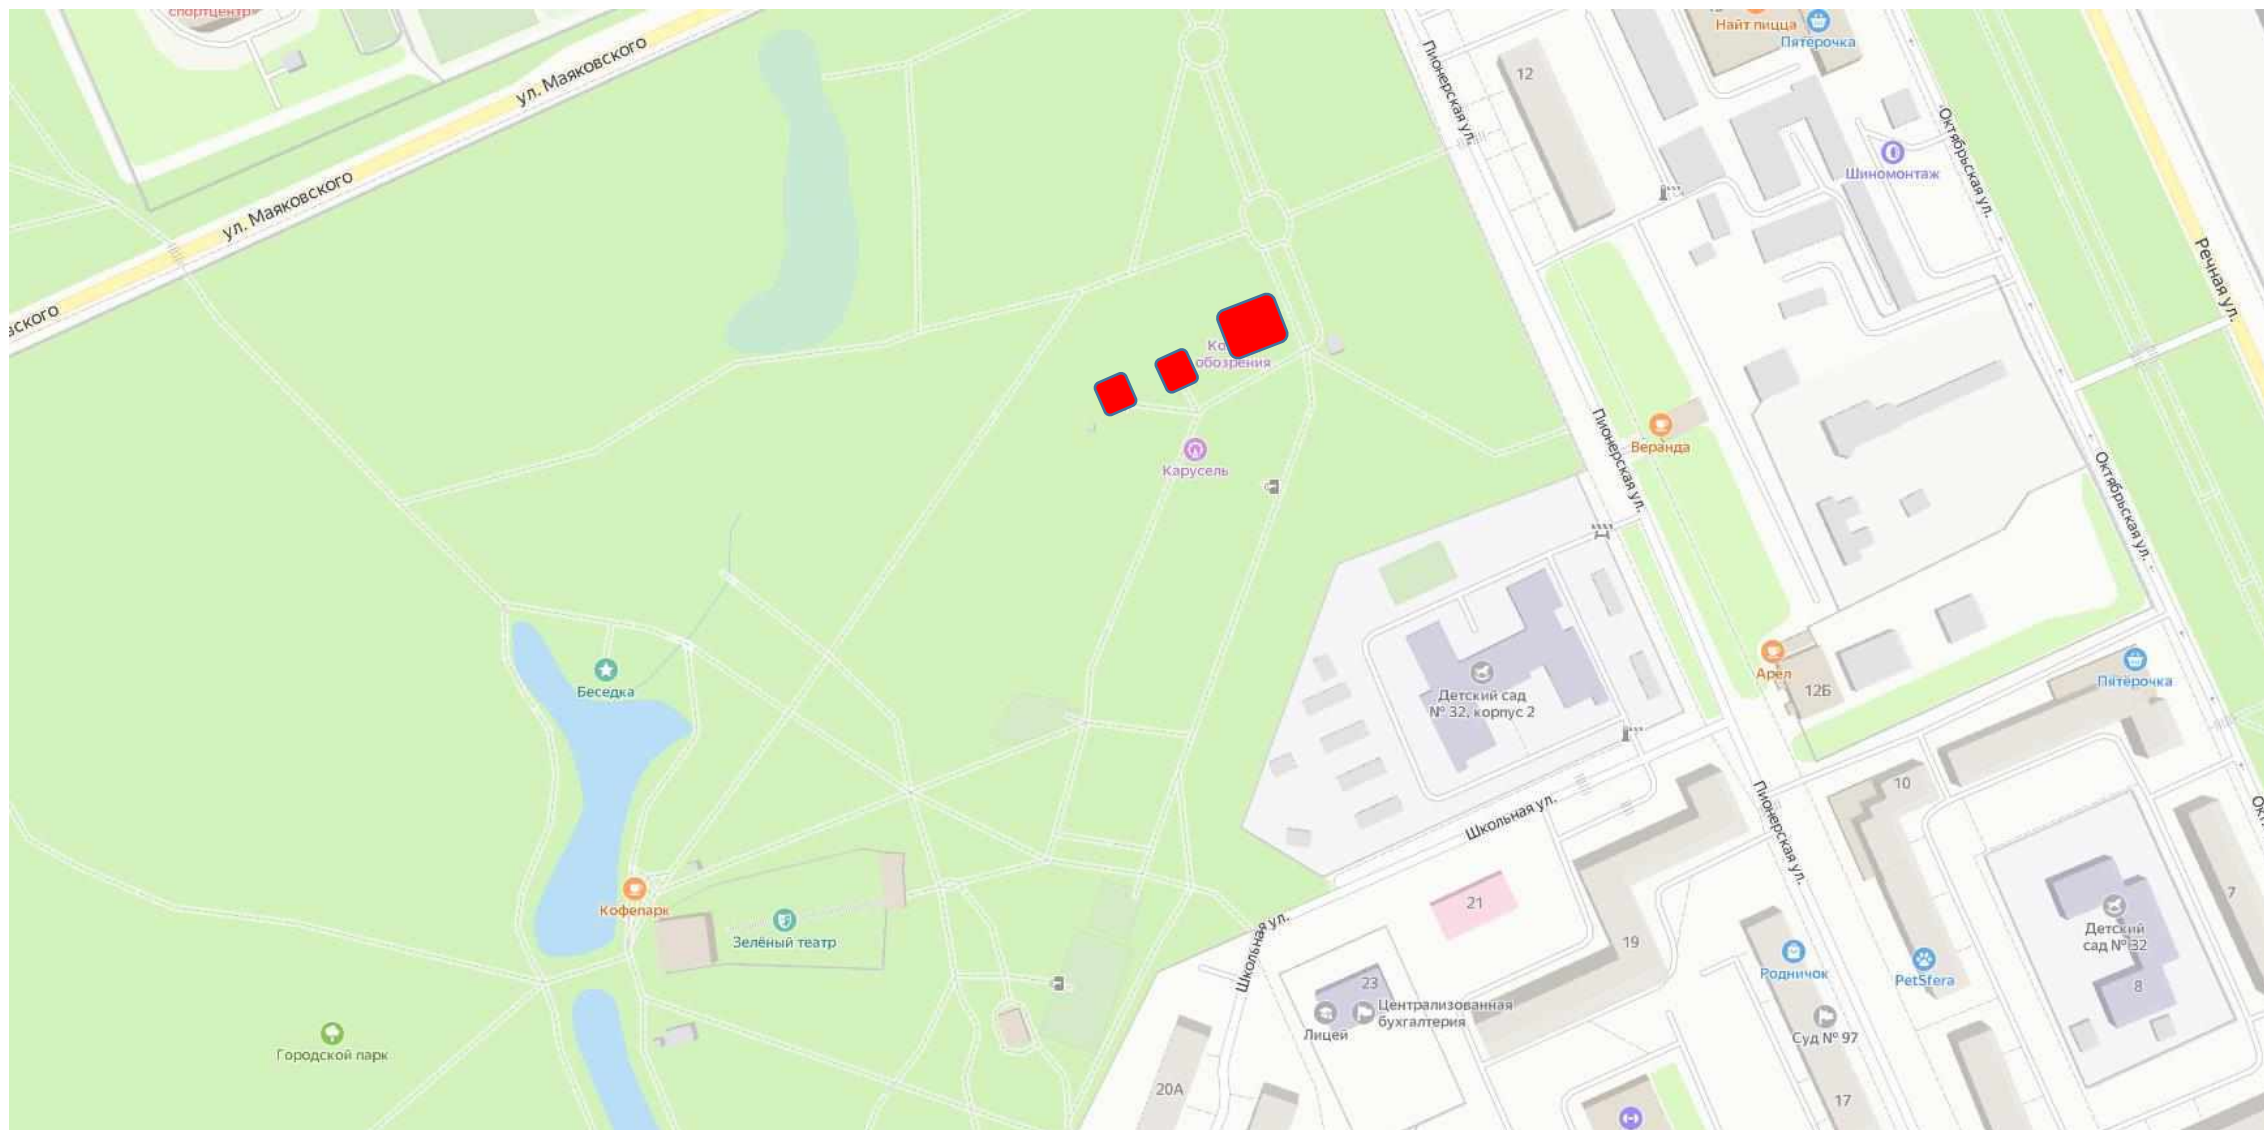 спортцентр
ул. Маяковского
ул. Маяковского
Пионерская ул.
12
Найт пицца
Пятёрочка
Шиномонтаж
Октябрьская ул.
Речная ул.
обозрения
Карусель
Пионерская ул.
Веранда
Октябрьская ул.
Беседка
Детский сад
№ 32, корпус 2
Арел
12Б
Пятёрочка
Школьная ул.
Пионерская ул.
10
7
Кофепарк
Зелёный театр
Школьная ул.
21
19
Родничок
PetSfera
Детский
сад № 32
8
23
Централизованная
бухгалтерия
Лицей
Суд № 97
Городской парк
20А
17